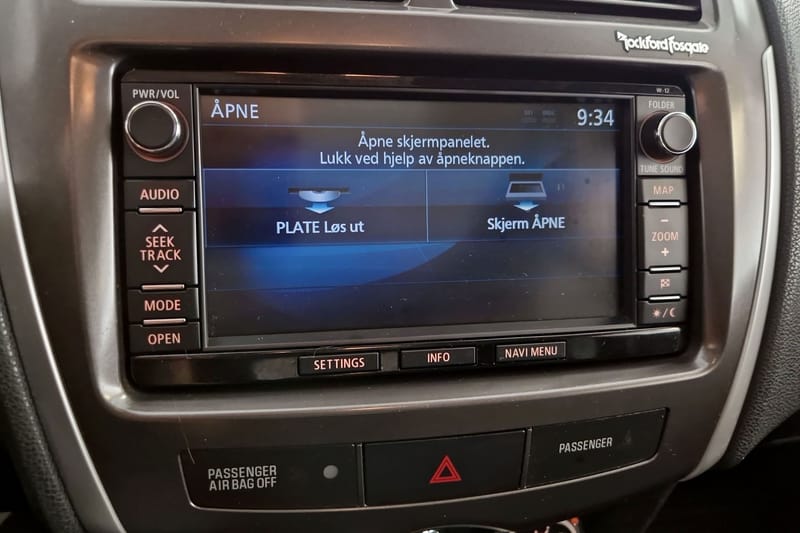 Rockford Fosgate
W-12
PWR/VOL
FOLDER
ÅPNE
9:34
Åpne skjermpanelet.
Lukk ved hjelp av åpneknappen.
TUNE SOUND
AUDIO
MAP
SEEK
TRACK
PLATE Løs ut
Skjerm ÅPNE
−
ZOOM
+
MODE
OPEN
SETTINGS
INFO
NAVI MENU
PASSENGER
AIR BAG OFF
PASSENGER